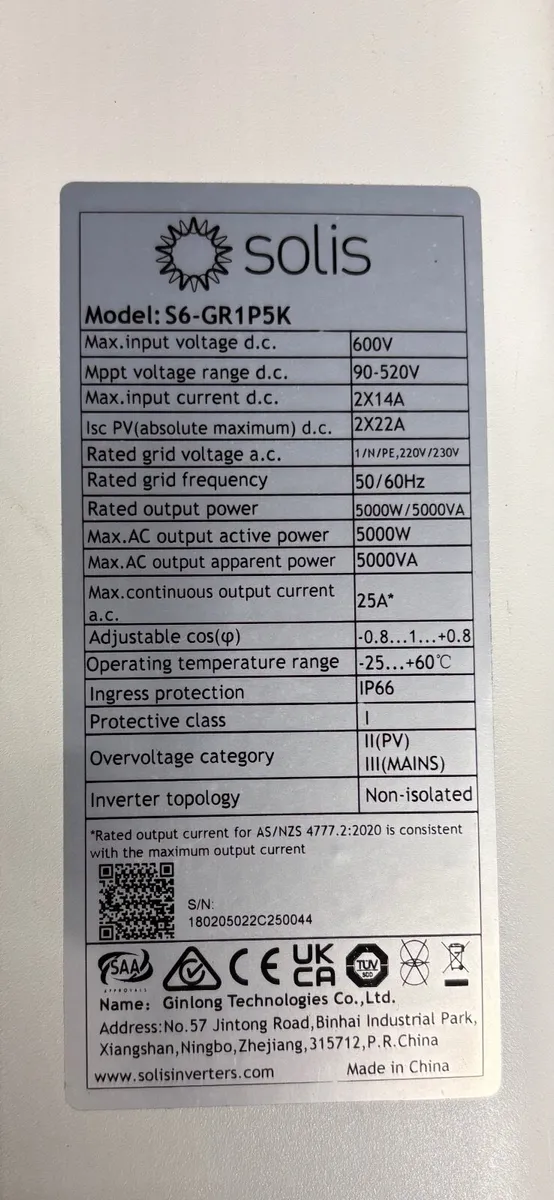 solis
Model: S6-GR1P5K
Max.input voltage d.c. 600V
Mppt voltage range d.c. 90-520V
Max.input current d.c. 2X14A
Isc PV(absolute maximum) d.c. 2X22A
Rated grid voltage a.c. 1/N/PE,220V/230V
Rated grid frequency 50/60Hz
Rated output power 5000W/5000VA
Max.AC output active power 5000W
Max.AC output apparent power 5000VA
Max.continuous output current
a.c. 25A*
Adjustable cos(φ) -0.8...1...+0.8
Operating temperature range -25...+60℃
Ingress protection IP66
Protective class I
Overvoltage category II(PV)
III(MAINS)
Inverter topology Non-isolated
*Rated output current for AS/NZS 4777.2:2020 is consistent
with the maximum output current
S/N:
180205022C250044
SAA APPROVALS CE UK CA TÜV SÜD
Name: Ginlong Technologies Co.,Ltd.
Address:No.57 Jintong Road,Binhai Industrial Park,
Xiangshan,Ningbo,Zhejiang,315712,P.R.China
www.solisinverters.com Made in China